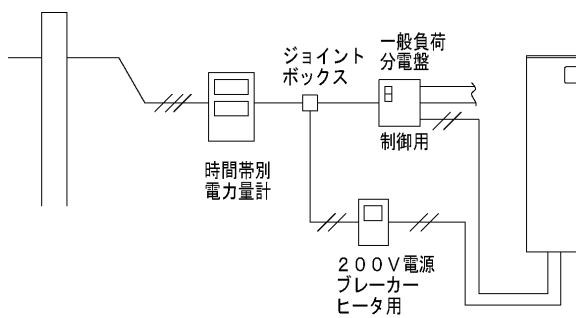 ジョイント
ボックス
一般負荷
分電盤
制御用
時間帯別
電力量計
200V電源
ブレーカー
ヒータ用